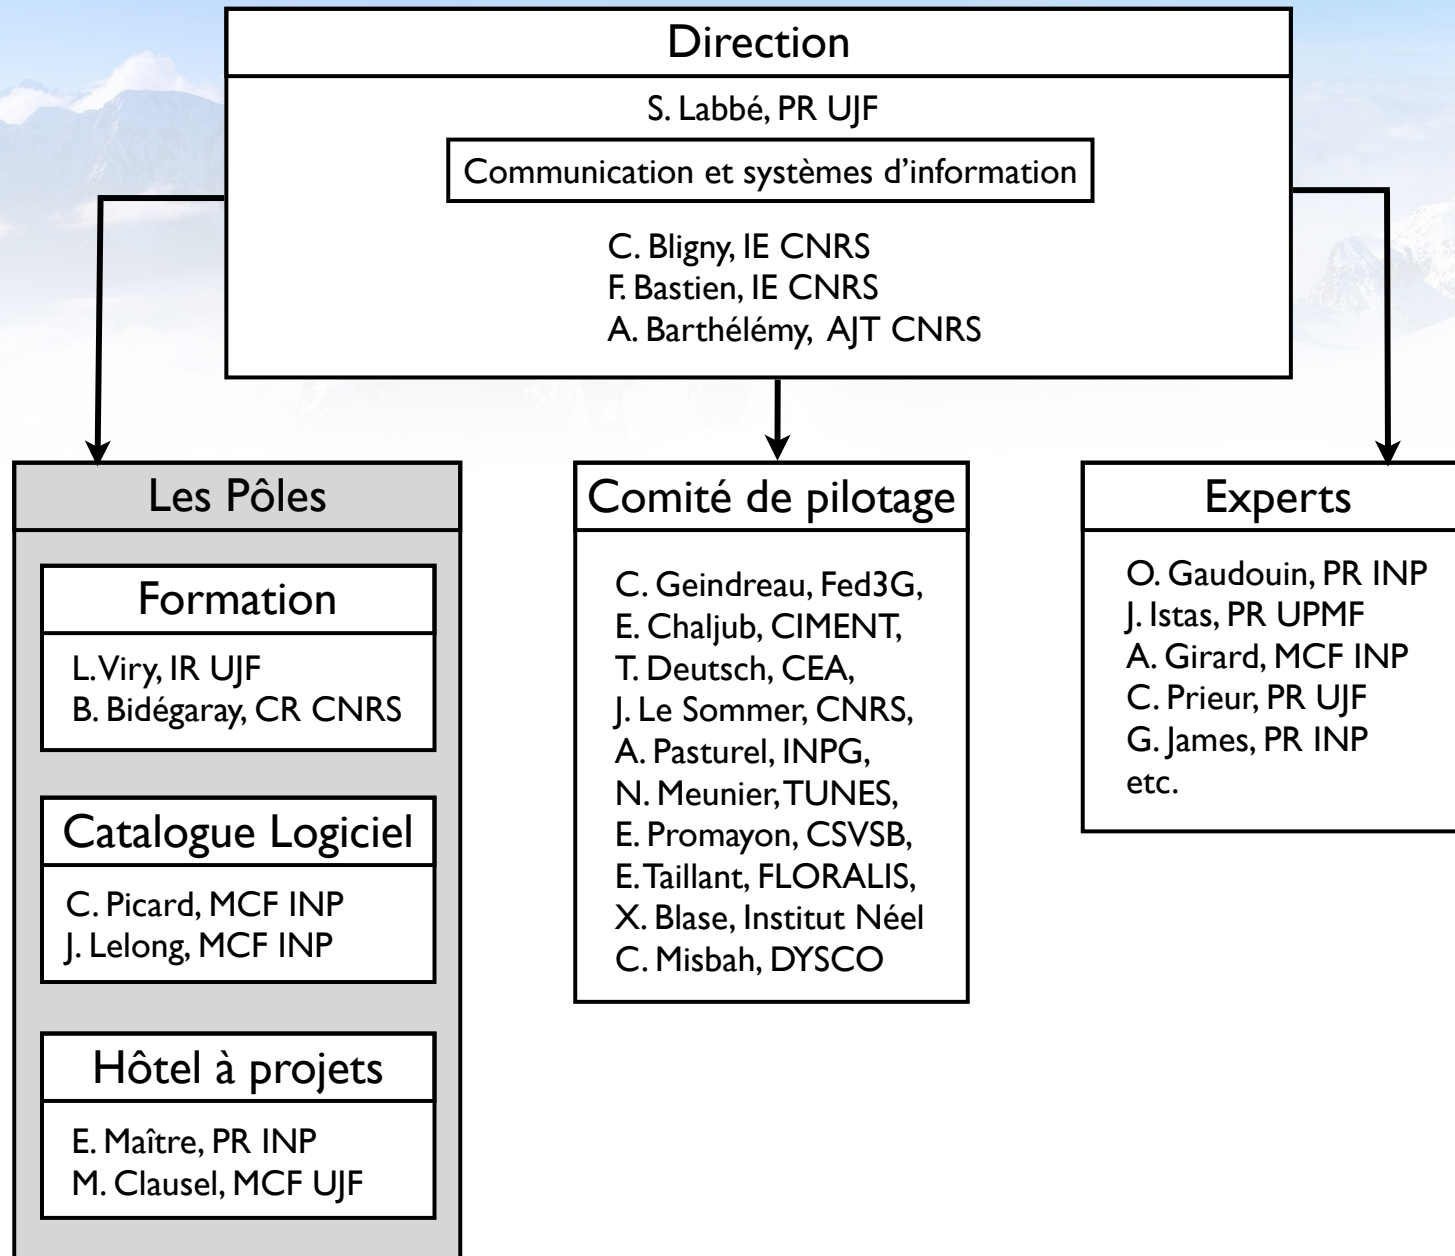 Direction
S. Labbé, PR UJF
Communication et systèmes d'information
C. Bligny, IE CNRS
F. Bastien, IE CNRS
A. Barthélémy, AJT CNRS
Les Pôles
Formation
L. Viry, IR UJF
B. Bidégaray, CR CNRS
Catalogue Logiciel
C. Picard, MCF INP
J. Lelong, MCF INP
Hôtel à projets
E. Maître, PR INP
M. Clausel, MCF UJF
Comité de pilotage
C. Geindreau, Fed3G,
E. Chaljub, CIMENT,
T. Deutsch, CEA,
J. Le Sommer, CNRS,
A. Pasturel, INPG,
N. Meunier, TUNES,
E. Promayon, CSVSB,
E. Taillant, FLORALIS,
X. Blase, Institut Néel
C. Misbah, DYSCO
Experts
O. Gaudouin, PR INP
J. Istas, PR UPMF
A. Girard, MCF INP
C. Prieur, PR UJF
G. James, PR INP
etc.